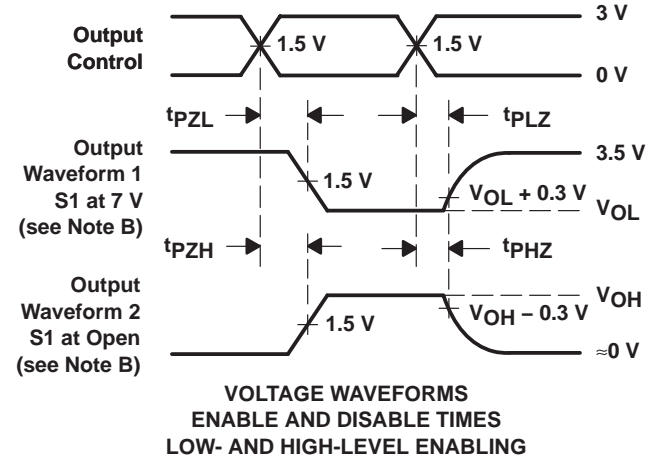 3 V
Output
Control
1.5 V
1.5 V
0 V
tPZL
tPLZ
Output
Waveform 1
S1 at 7 V
(see Note B)
3.5 V
1.5 V
VOL + 0.3 V
VOL
tPZH
tPHZ
Output
Waveform 2
S1 at Open
(see Note B)
VOH
VOH – 0.3 V
1.5 V
≈0 V
VOLTAGE WAVEFORMS
ENABLE AND DISABLE TIMES
LOW- AND HIGH-LEVEL ENABLING